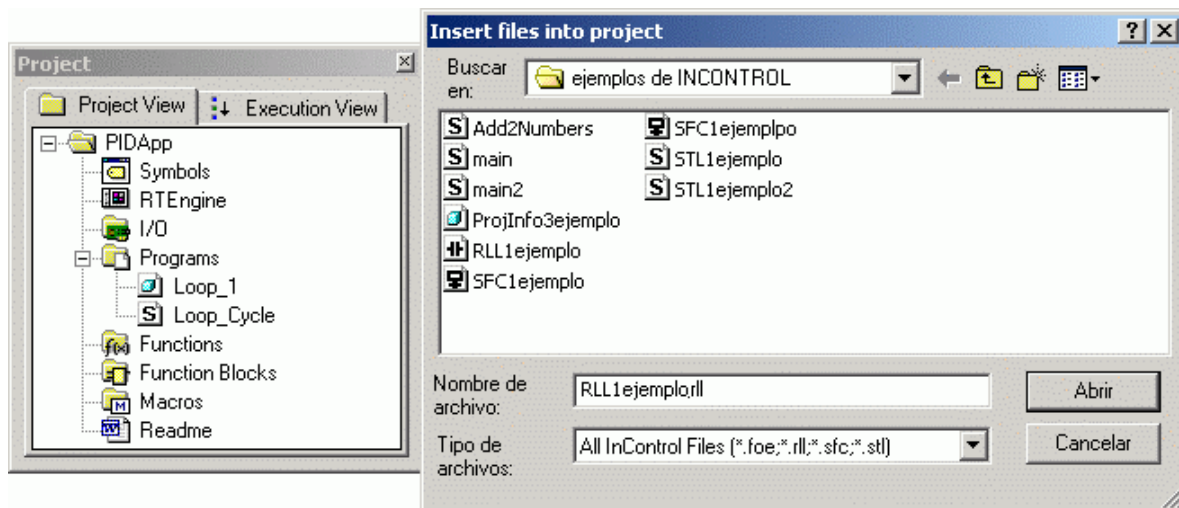 Project
Project View
Execution View
PIDApp
Symbols
RTEngine
I/O
Programs
Loop_1
Loop_Cycle
Functions
Function Blocks
Macros
Readme
Insert files into project
Buscar en:
ejemplos de INCONTROL
Add2Numbers
main
main2
ProjInfo3ejemplo
RLL1ejemplo
SFC1ejemplo
SFC1ejemplpo
STL1ejemplo
STL1ejemplo2
Nombre de archivo:
RLL1ejemplo.rll
Abrir
Tipo de archivos:
All InControl Files (*.foe;*.rll;*.sfc;*.stl)
Cancelar